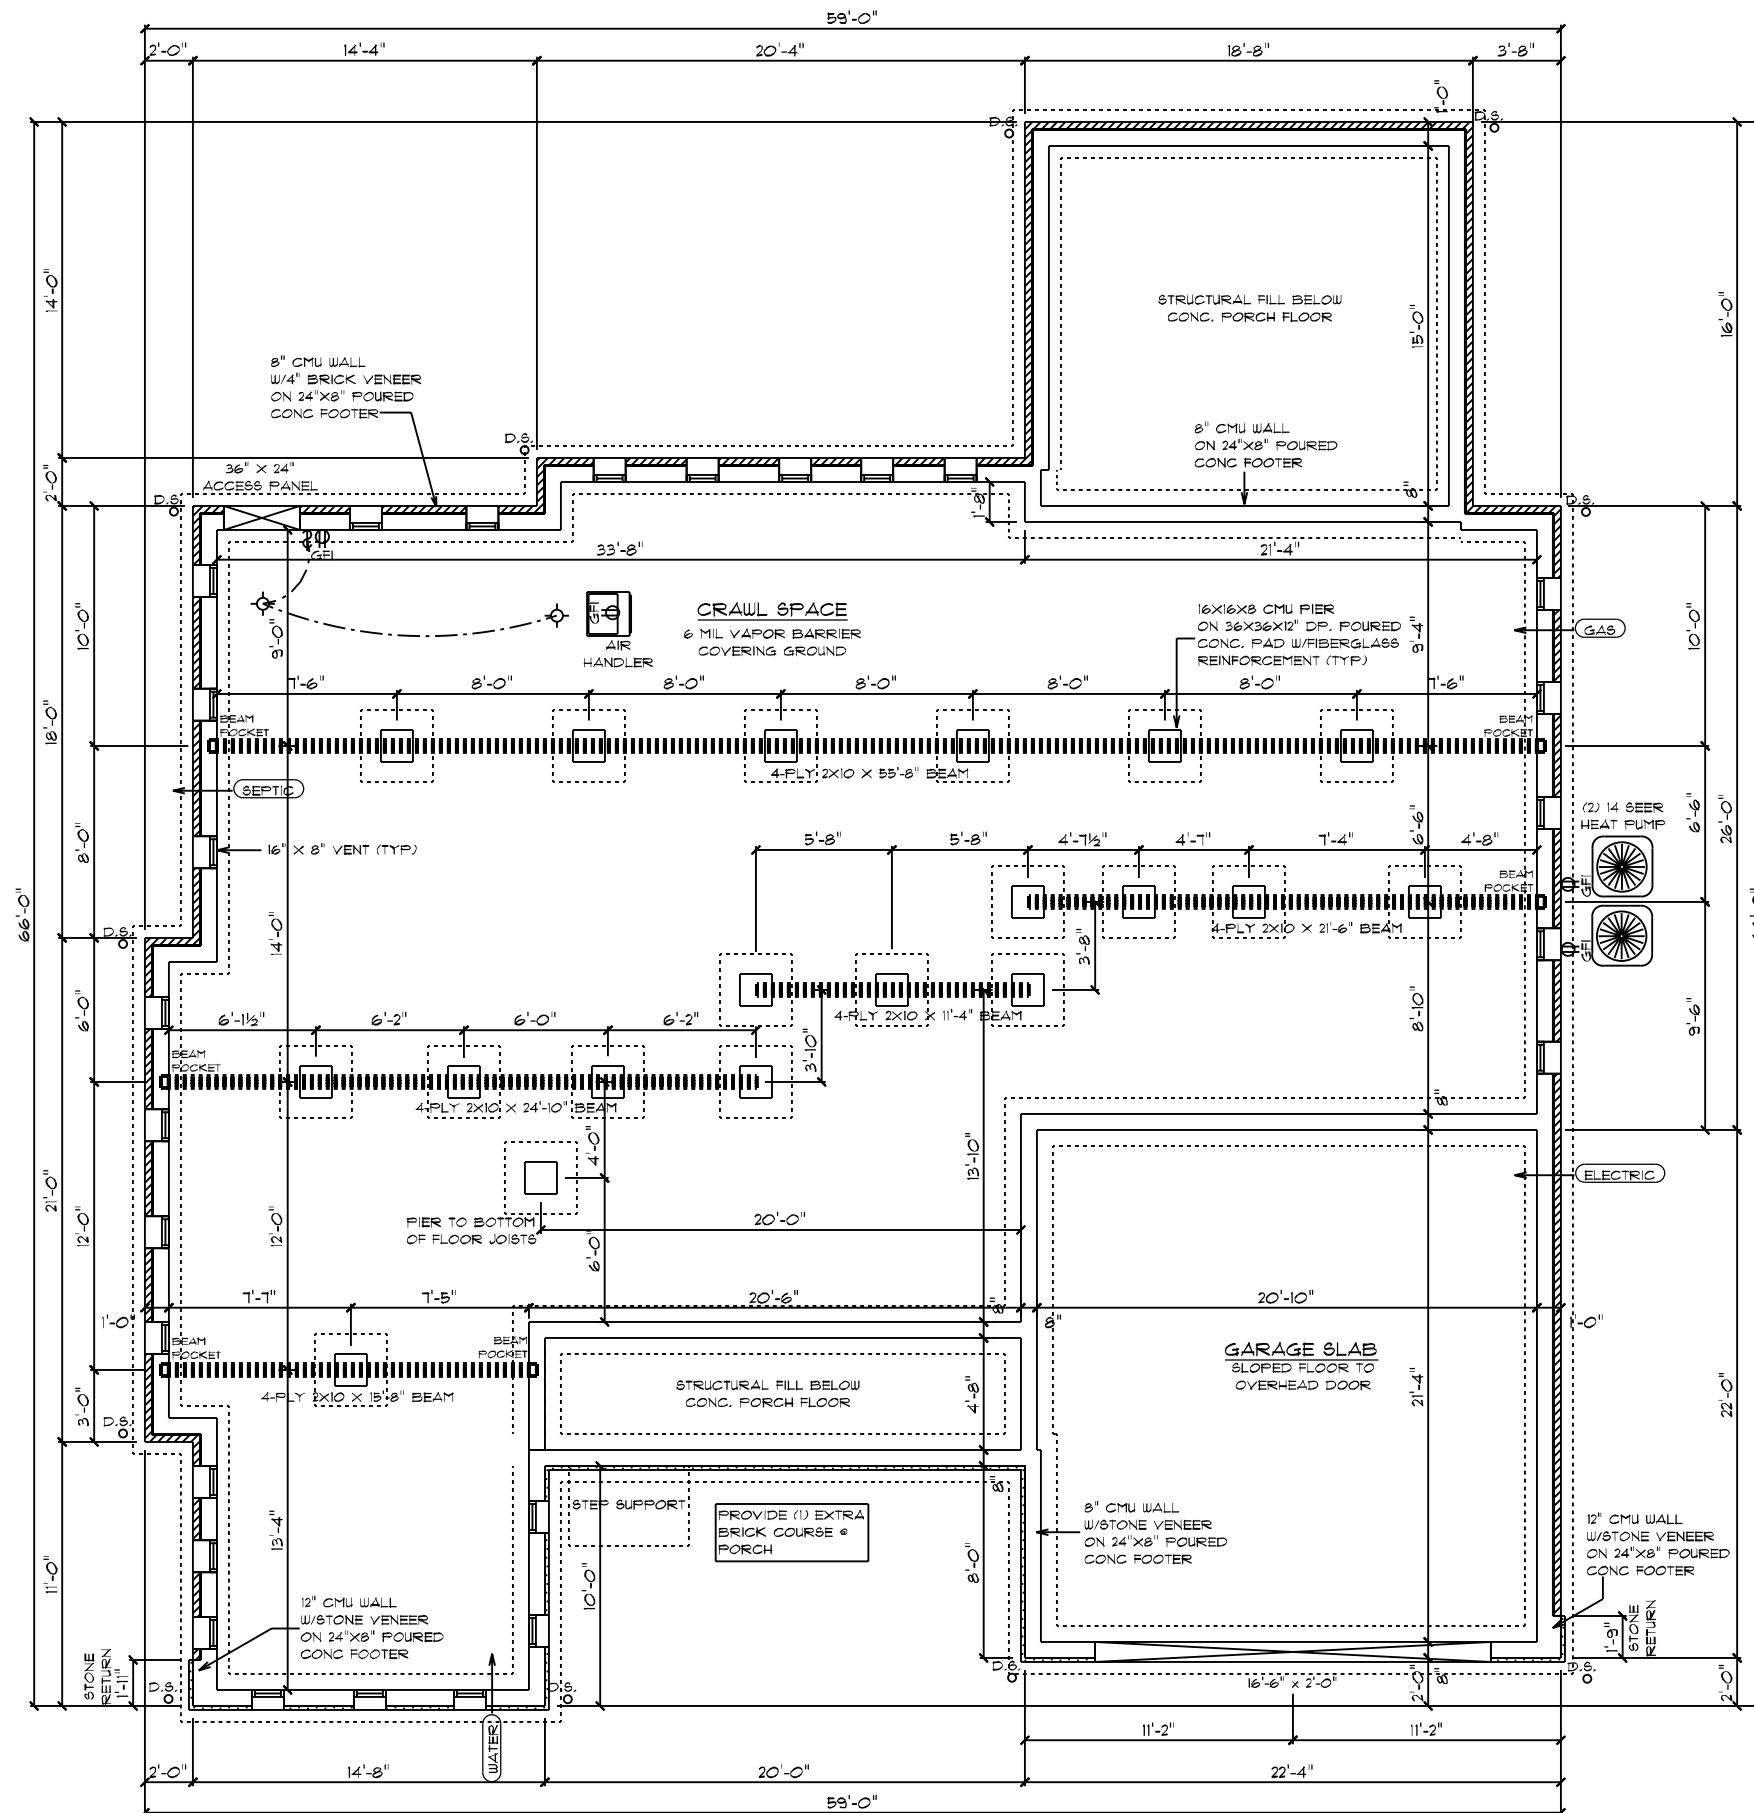 59'-0"
2'-0"
14'-4"
20'-4"
18'-8"
3'-8"
1'-0"
D.S.
D.S.
14'-0"
16'-0"
STRUCTURAL FILL BELOW
CONC. PORCH FLOOR
15'-0"
8" CMU WALL
W/4" BRICK VENEER
ON 24"X8" POURED
CONC FOOTER
8" CMU WALL
ON 24"X8" POURED
CONC FOOTER
D.S.
36" X 24"
ACCESS PANEL
2'-0"
D.S.
8"
1'-8"
D.S.
GFI
33'-8"
21'-4"
CRAWL SPACE
6 MIL VAPOR BARRIER
COVERING GROUND
GFI
AIR
HANDLER
16X16X8 CMU PIER
ON 36X36X12" DP. POURED
CONC. PAD W/FIBERGLASS
REINFORCEMENT (TYP)
GAS
10'-0"
9'-0"
9'-4"
10'-0"
7'-6"
8'-0"
8'-0"
8'-0"
8'-0"
8'-0"
7'-6"
18'-0"
BEAM
POCKET
BEAM
POCKET
4-PLY 2X10 X 55'-8" BEAM
SEPTIC
16" X 8" VENT (TYP)
8'-0"
5'-8"
5'-8"
4'-7½"
4'-7"
7'-4"
4'-8"
6'-6"
6'-6"
26'-0"
(2) 14 SEER
HEAT PUMP
BEAM
POCKET
GFI
GFI
66'-0"
4-PLY 2X10 X 21'-6" BEAM
D.S.
14'-0"
3'-8"
6'-0"
6'-1½"
6'-2"
6'-0"
6'-2"
4-PLY 2X10 X 11'-4" BEAM
8'-10"
9'-6"
BEAM
POCKET
3'-10"
4-PLY 2X10 X 24'-10" BEAM
8"
4'-0"
13'-10"
ELECTRIC
21'-0"
12'-0"
12'-0"
PIER TO BOTTOM
OF FLOOR JOISTS
20'-0"
6'-0"
1'-0"
7'-7"
7'-5"
20'-6"
8"
8"
20'-10"
1'-0"
BEAM
POCKET
BEAM
POCKET
4-PLY 2X10 X 15'-8" BEAM
GARAGE SLAB
SLOPED FLOOR TO
OVERHEAD DOOR
STRUCTURAL FILL BELOW
CONC. PORCH FLOOR
4'-8"
21'-4"
22'-0"
3'-0"
D.S.
8"
STEP SUPPORT
PROVIDE (1) EXTRA
BRICK COURSE @
PORCH
8" CMU WALL
W/STONE VENEER
ON 24"X8" POURED
CONC FOOTER
12" CMU WALL
W/STONE VENEER
ON 24"X8" POURED
CONC FOOTER
13'-4"
8'-0"
10'-0"
11'-0"
12" CMU WALL
W/STONE VENEER
ON 24"X8" POURED
CONC FOOTER
STONE
RETURN
1'-11"
1'-9"
STONE
RETURN
D.S.
D.S.
D.S.
D.S.
16'-6" x 2'-0"
2'-0"
8"
2'-0"
WATER
11'-2"
11'-2"
2'-0"
14'-8"
20'-0"
22'-4"
59'-0"